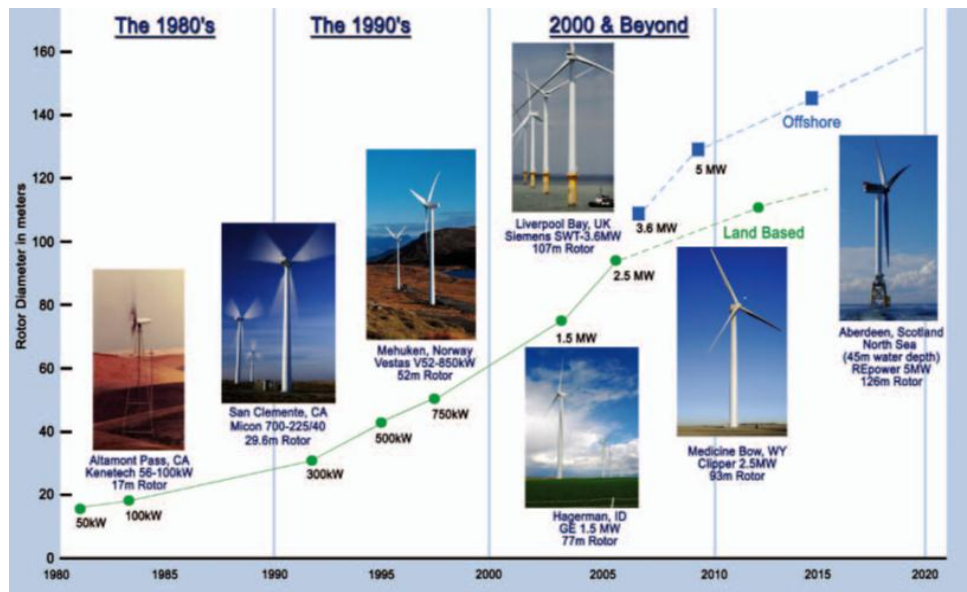 The 1980's
The 1990's
2000 & Beyond
Rotor Diameter in meters
160
140
120
100
80
60
40
20
0
1980
1985
1990
1995
2000
2005
2010
2015
2020
50kW
100kW
300kW
500kW
750kW
1.5 MW
2.5 MW
3.6 MW
5 MW
Offshore
Land Based
Altamont Pass, CA
Kenetech 56-100kW
17m Rotor
San Clemente, CA
Micon 700-225/40
29.6m Rotor
Mehuken, Norway
Vestas V52-850kW
52m Rotor
Liverpool Bay, UK
Siemens SWT-3.6MW
107m Rotor
Hagerman, ID
GE 1.5 MW
77m Rotor
Medicine Bow, WY
Clipper 2.5MW
93m Rotor
Aberdeen, Scotland
North Sea
(45m water depth)
REpower 5MW
126m Rotor